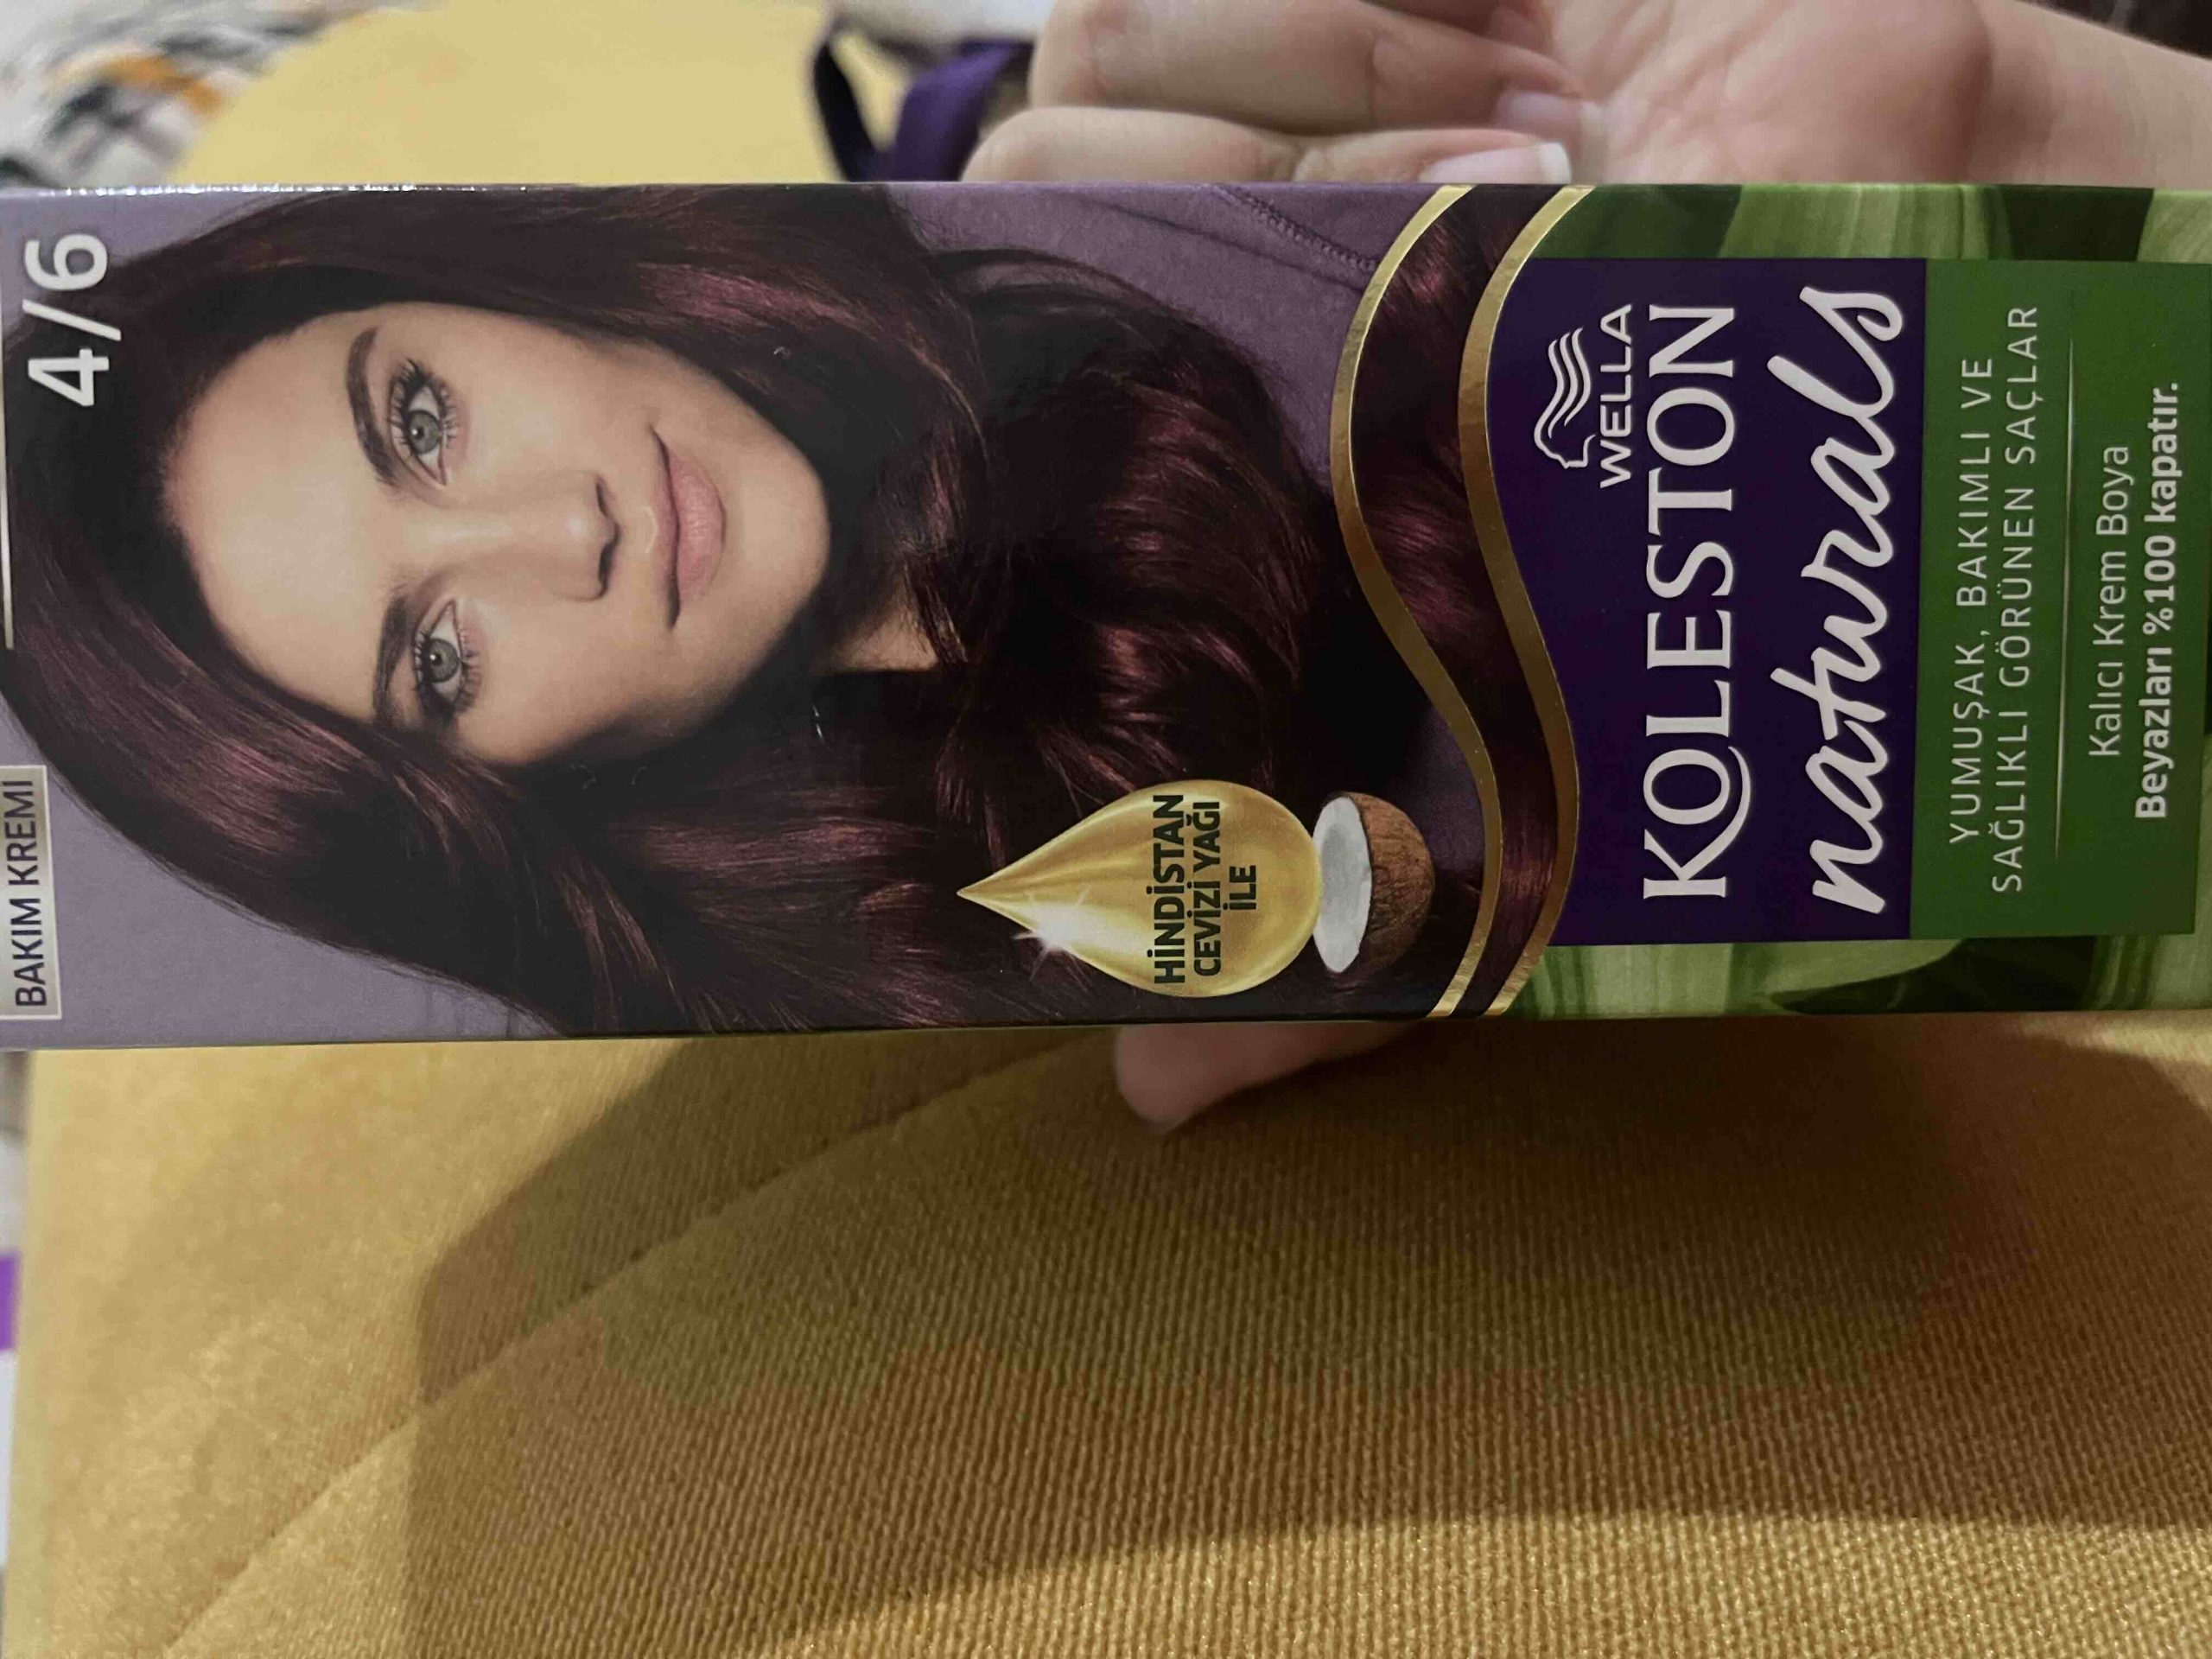 BAKIM KREMİ
4/6
HİNDİSTAN
CEVİZİ YAĞI
İLE
WELLA
KOLESTON
naturals
YUMUŞAK, BAKIMLI VE
SAĞLIKLI GÖRÜNEN SAÇLAR
Kalıcı Krem Boya
Beyazları %100 kapatır.